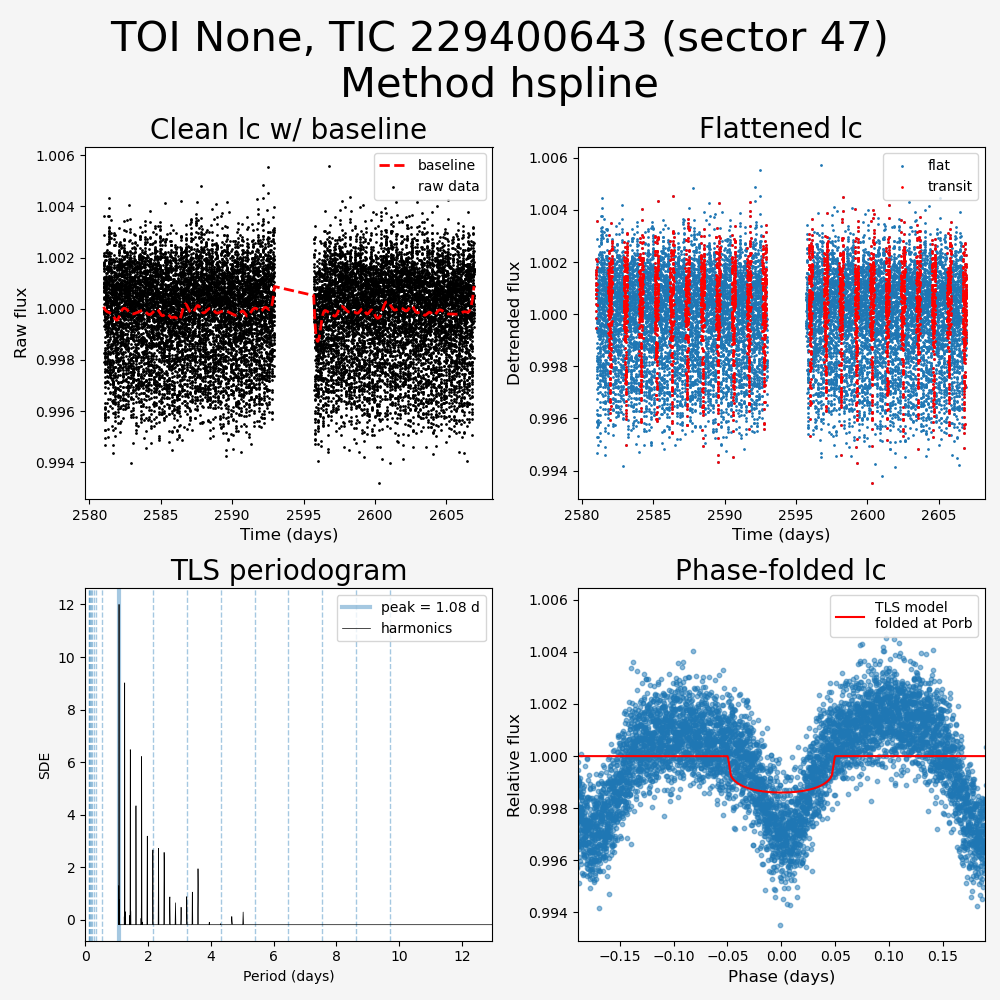 TOI None, TIC 229400643 (sector 47)
Method hspline
Clean lc w/ baseline
Raw flux
1.006
1.004
1.002
1.000
0.998
0.996
0.994
baseline
raw data
2580
2585
2590
2595
2600
2605
Time (days)
Flattened lc
Detrended flux
1.006
1.004
1.002
1.000
0.998
0.996
0.994
flat
transit
2580
2585
2590
2595
2600
2605
Time (days)
TLS periodogram
SDE
12
10
8
6
4
2
0
peak = 1.08 d
harmonics
0
2
4
6
8
10
12
Period (days)
Phase-folded lc
Relative flux
1.006
1.004
1.002
1.000
0.998
0.996
0.994
TLS model
folded at Porb
−0.15
−0.10
−0.05
0.00
0.05
0.10
0.15
Phase (days)